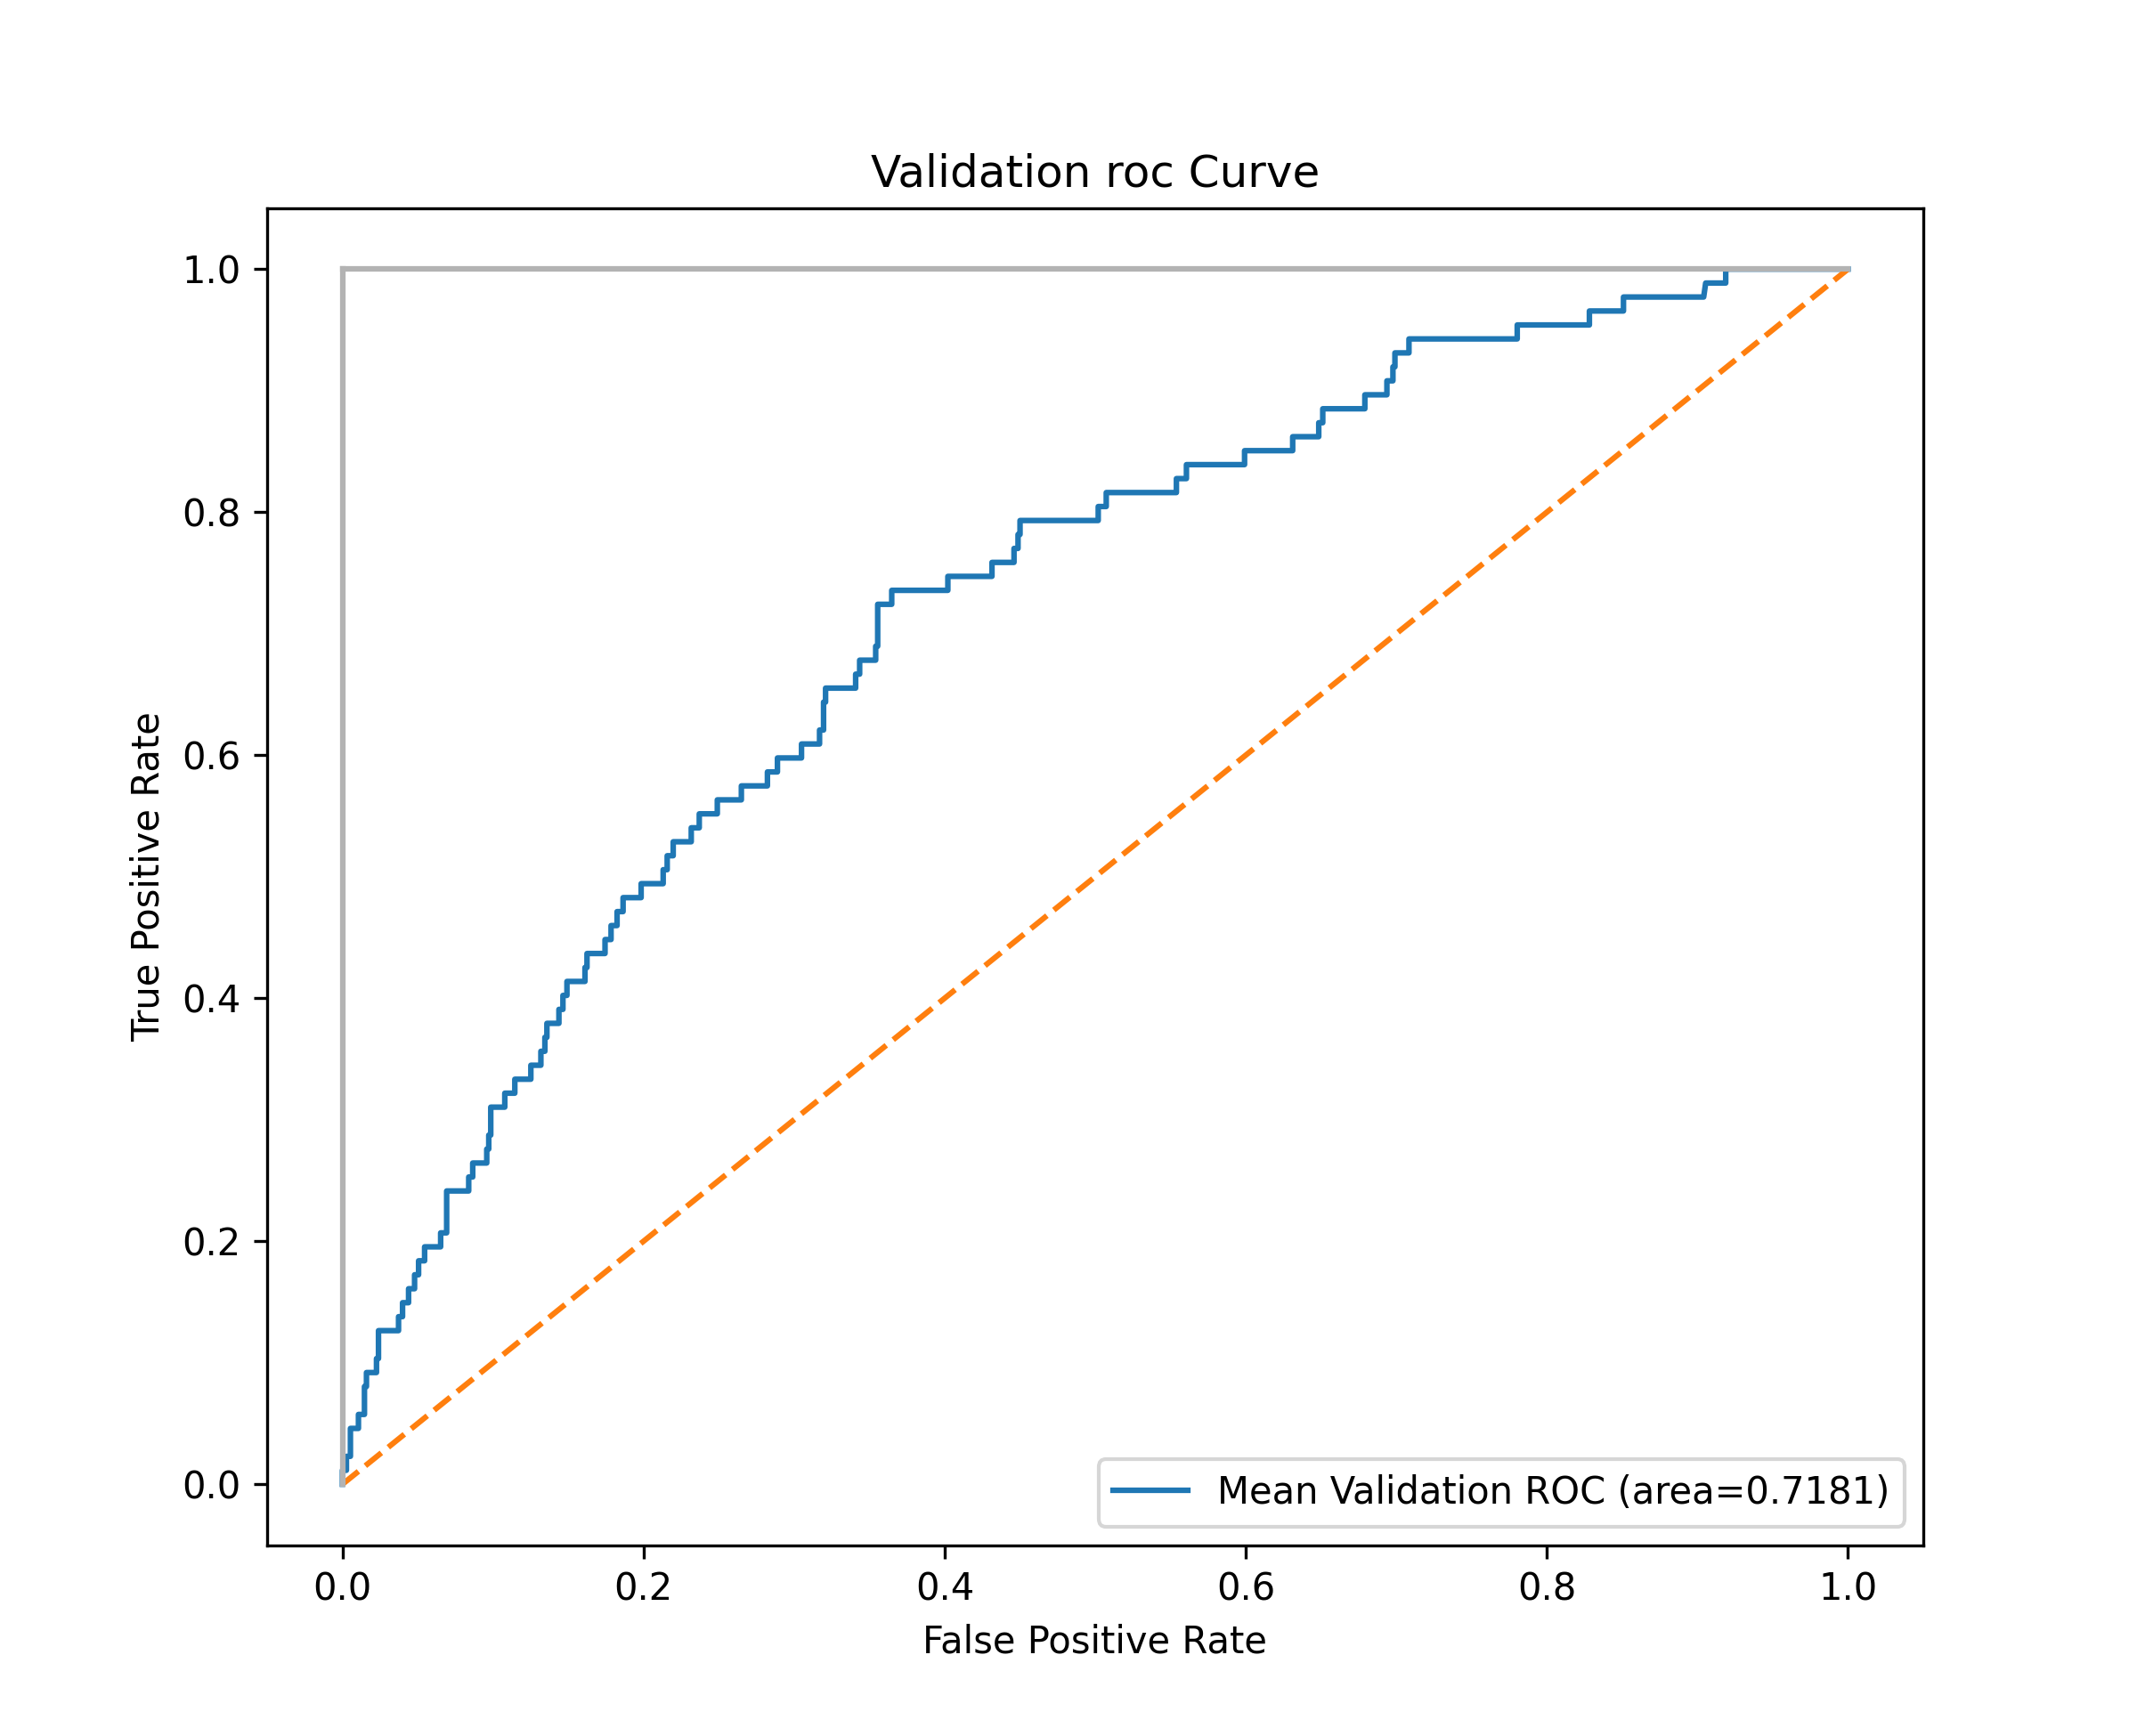 Validation roc Curve
True Positive Rate
1.0
0.8
0.6
0.4
0.2
0.0
Mean Validation ROC (area=0.7181)
0.0 0.2 0.4 0.6 0.8 1.0
False Positive Rate